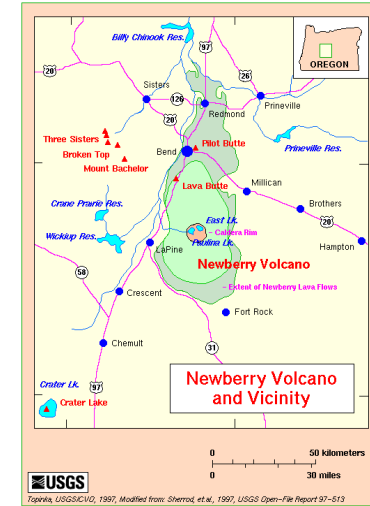 Billy Chinook Res.
97
OREGON
20
26
Sisters
126
Redmond
Prineville
20
Three Sisters
Pilot Butte
Broken Top
Bend
Prineville Res.
Mount Bachelor
Lava Butte
Millican
Crane Prarie Res.
Brothers
East Lk.
20
Wickiup Res.
Caldera Rim
Paulina Lk.
Hampton
LaPine
Newberry Volcano
58
Extent of Newberry Lava Flows
Crescent
Fort Rock
Chemult
31
Newberry Volcano
and Vicinity
Crater Lk.
97
Crater Lake
0 50 kilometers
0 30 miles
USGS
Topinka, USGS/CVO, 1997, Modified from: Sherrod, et.al., 1997, USGS Open-File Report 97-513